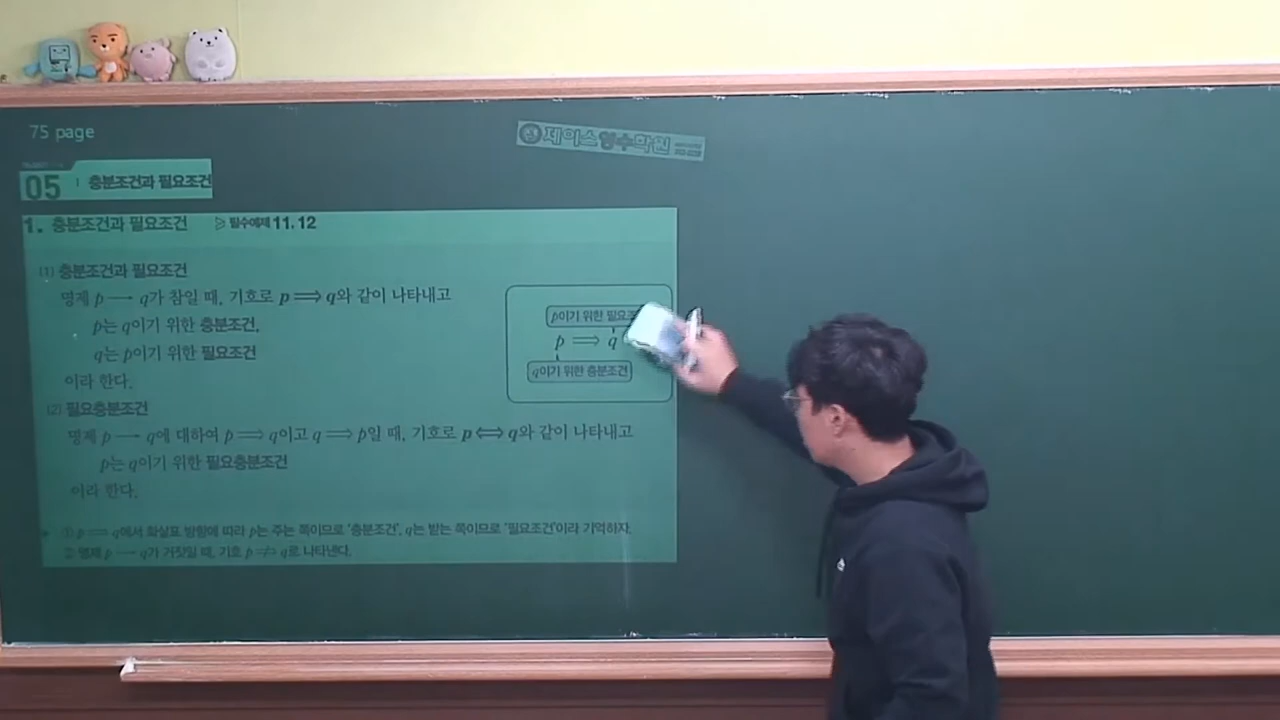 75 page
제이스영수학원
05 충분조건과 필요조건
1. 충분조건과 필요조건 ▷ 필수예제 11, 12
(1) 충분조건과 필요조건
명제 p → q가 참일 때, 기호로 p ⟹ q와 같이 나타내고
p는 q이기 위한 충분조건,
q는 p이기 위한 필요조건
이라 한다.
p이기 위한 필요조
p ⟹ q
q이기 위한 충분조건
(2) 필요충분조건
명제 p → q에 대하여 p ⟹ q이고 q ⟹ p일 때, 기호로 p ⟺ q와 같이 나타내고
p는 q이기 위한 필요충분조건
이라 한다.
① p ⟹ q에서 화살표 방향에 따라 p는 주는 쪽이므로 '충분조건', q는 받는 쪽이므로 '필요조건'이라 기억하자.
② 명제 p → q가 거짓일 때, 기호 p ⇏ q로 나타낸다.